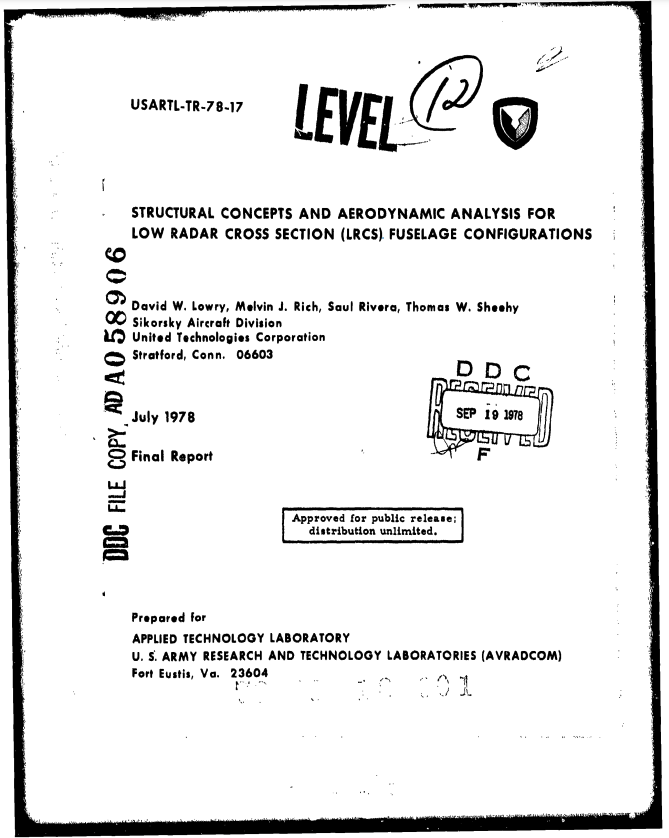 USARTL-TR-78-17
LEVEL
12
STRUCTURAL CONCEPTS AND AERODYNAMIC ANALYSIS FOR
LOW RADAR CROSS SECTION (LRCS) FUSELAGE CONFIGURATIONS
David W. Lowry, Melvin J. Rich, Saul Rivera, Thomas W. Sheehy
Sikorsky Aircraft Division
United Technologies Corporation
Stratford, Conn. 06603
DDC FILE COPY, AD A058906
July 1978
Final Report
D D C
RECEIVED
SEP 19 1978
RECEIVED
F
Approved for public release;
distribution unlimited.
Prepared for
APPLIED TECHNOLOGY LABORATORY
U. S. ARMY RESEARCH AND TECHNOLOGY LABORATORIES (AVRADCOM)
Fort Eustis, Va. 23604